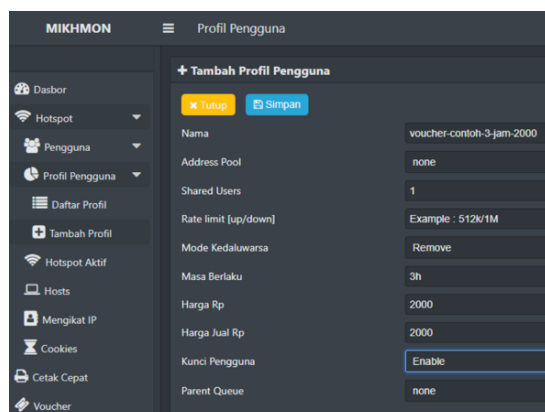 MIKHMON
Profil Pengguna
Dasbor
Hotspot
Pengguna
Profil Pengguna
Daftar Profil
Tambah Profil
Hotspot Aktif
Hosts
Mengikat IP
Cookies
Cetak Cepat
Voucher
Tambah Profil Pengguna
Tutup Simpan
Nama voucher-contoh-3-jam-2000
Address Pool none
Shared Users 1
Rate limit [up/down] Example : 512k/1M
Mode Kedaluwarsa Remove
Masa Berlaku 3h
Harga Rp 2000
Harga Jual Rp 2000
Kunci Pengguna Enable
Parent Queue none